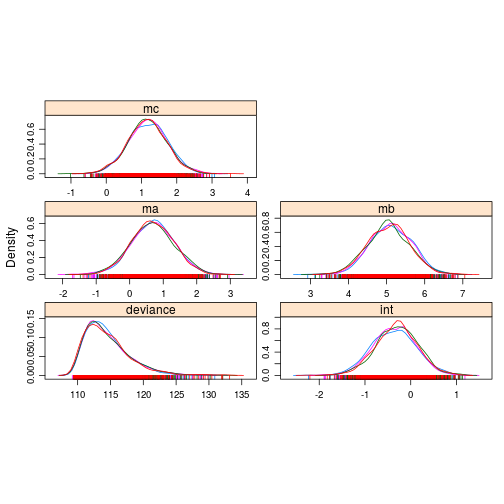 mc
0.0 0.2 0.4 0.6
-1 0 1 2 3 4
Density
ma
0.0 0.2 0.4 0.6
-2 -1 0 1 2 3
mb
0.0 0.2 0.4 0.6 0.8
3 4 5 6 7
deviance
0.00 0.05 0.10 0.15
110 115 120 125 130 135
int
0.0 0.4 0.8
-2 -1 0 1